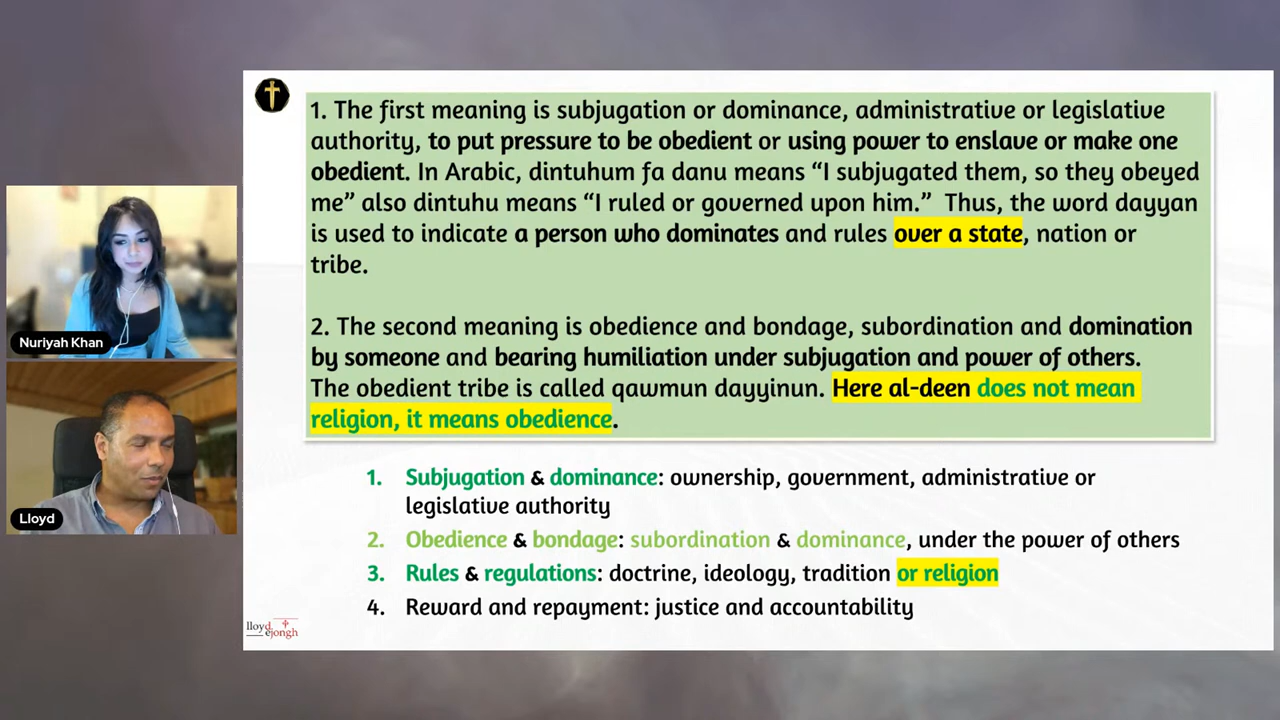 1. The first meaning is subjugation or dominance, administrative or legislative
authority, to put pressure to be obedient or using power to enslave or make one
obedient. In Arabic, dintuhum fa danu means “I subjugated them, so they obeyed
me” also dintuhu means “I ruled or governed upon him.” Thus, the word dayyan
is used to indicate a person who dominates and rules over a state, nation or
tribe.
2. The second meaning is obedience and bondage, subordination and domination
by someone and bearing humiliation under subjugation and power of others.
The obedient tribe is called qawmun dayyinun. Here al-deen does not mean
religion, it means obedience.
1. Subjugation & dominance: ownership, government, administrative or
legislative authority
2. Obedience & bondage: subordination & dominance, under the power of others
3. Rules & regulations: doctrine, ideology, tradition or religion
4. Reward and repayment: justice and accountability
Nuriyah Khan
Lloyd
lloyd
ejongh